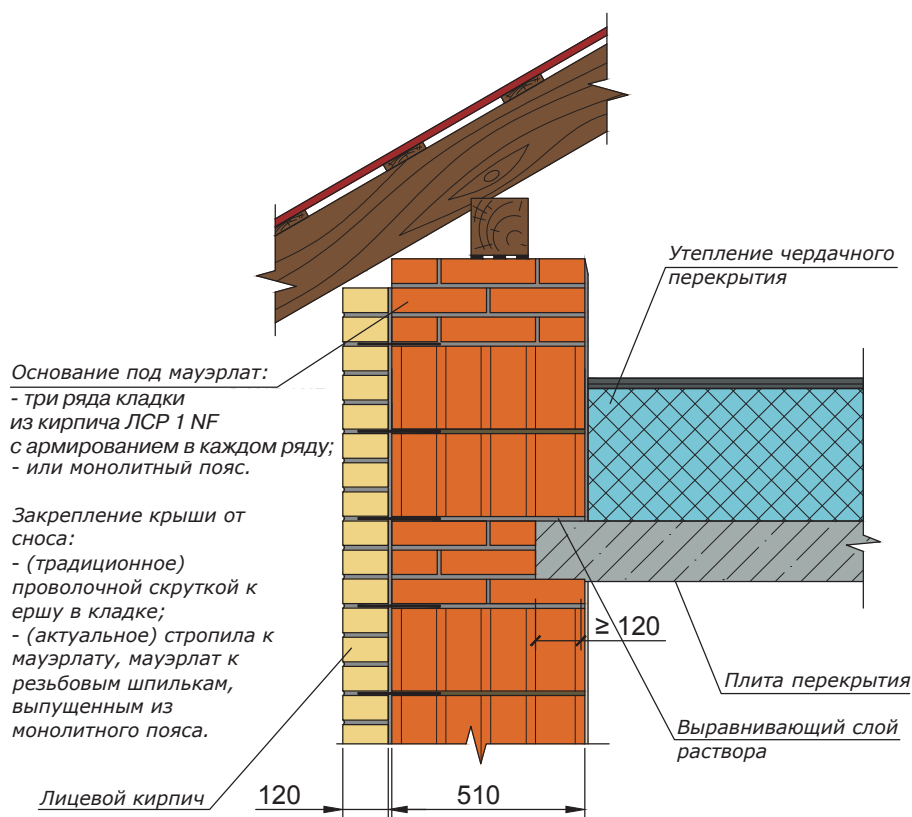 Утепление чердачного
перекрытия
Основание под мауэрлат:
- три ряда кладки
из кирпича ЛСР 1 NF
с армированием в каждом ряду;
- или монолитный пояс.
Закрепление крыши от
сноса:
- (традиционное)
проволочной скруткой к
ершу в кладке;
- (актуальное) стропила к
мауэрлату, мауэрлат к
резьбовым шпилькам,
выпущенным из
монолитного пояса.
≥ 120
Плита перекрытия
Выравнивающий слой
раствора
Лицевой кирпич
120
510